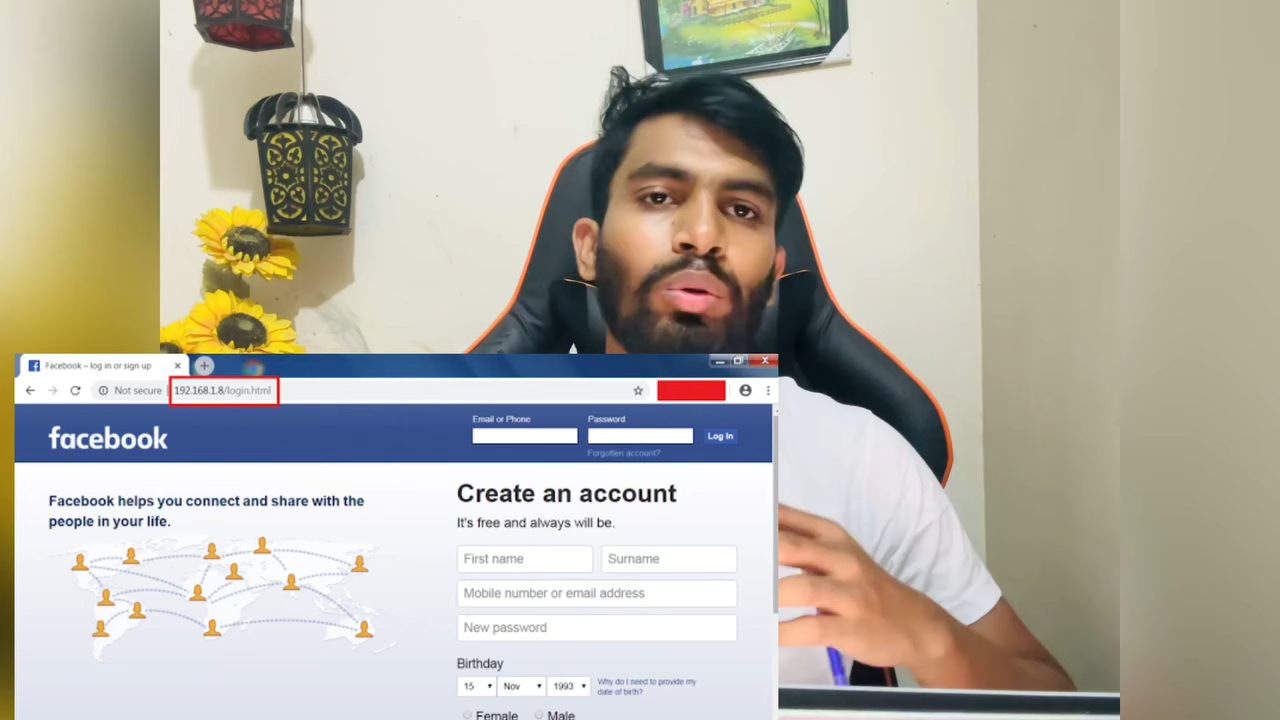 Facebook – log in or sign up
Not secure
192.168.1.8/login.html
Email or Phone
Password
facebook
Log In
Forgotten account?
Facebook helps you connect and share with the
people in your life.
Create an account
It's free and always will be.
First name
Surname
Mobile number or email address
New password
Birthday
15
Nov
1993
Why do I need to provide my
date of birth?
Female
Male